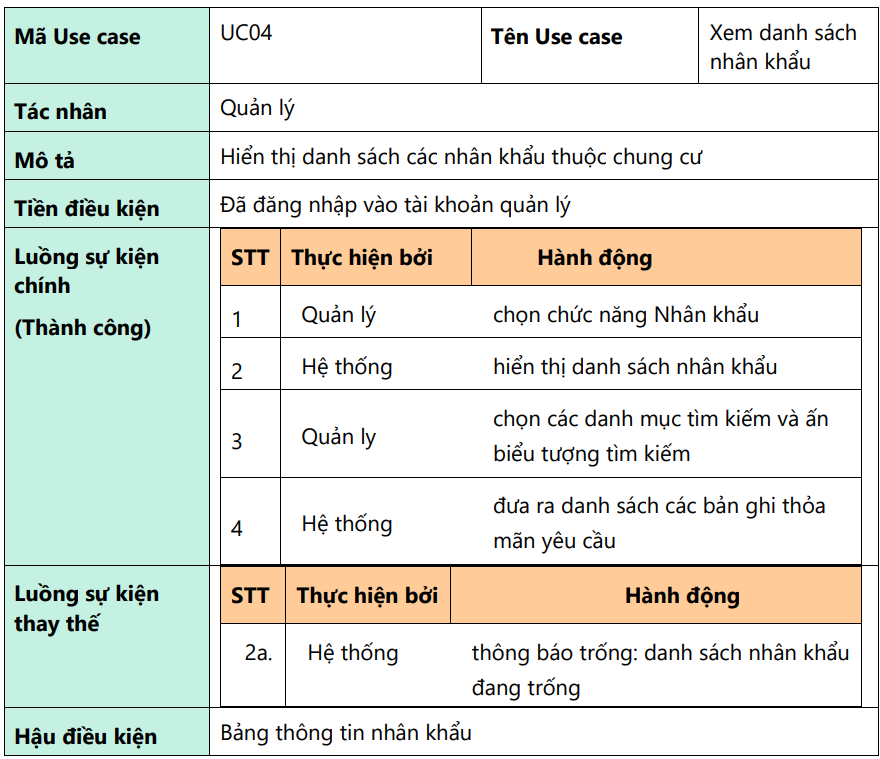 Mã Use case UC04 Tên Use case Xem danh sách
nhân khẩu
Tác nhân Quản lý
Mô tả Hiển thị danh sách các nhân khẩu thuộc chung cư
Tiền điều kiện Đã đăng nhập vào tài khoản quản lý
Luồng sự kiện
chính
(Thành công)
STT Thực hiện bởi Hành động
1 Quản lý chọn chức năng Nhân khẩu
2 Hệ thống hiển thị danh sách nhân khẩu
3 Quản ly chọn các danh mục tìm kiếm và ấn
biểu tượng tìm kiếm
4 Hệ thống đưa ra danh sách các bản ghi thỏa
mãn yêu cầu
Luồng sự kiện
thay thế
STT Thực hiện bởi Hành động
2a. Hệ thống thông báo trống: danh sách nhân khẩu
đang trống
Hậu điều kiện Bảng thông tin nhân khẩu